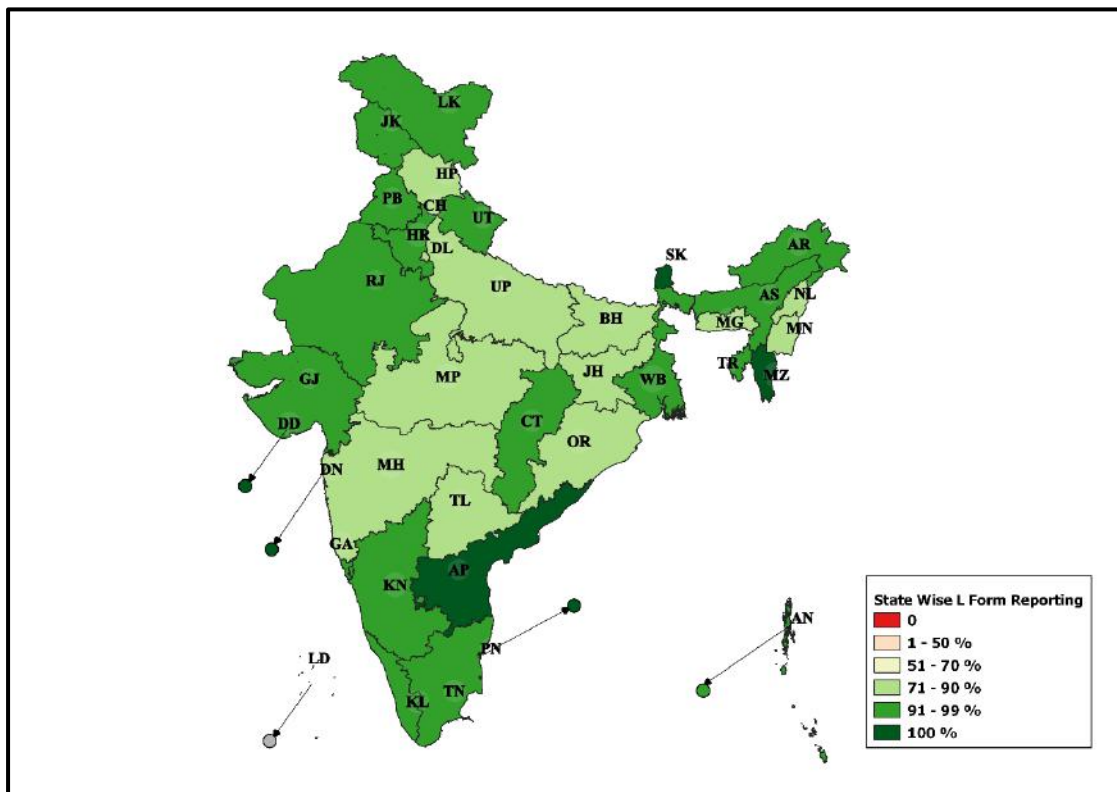 LK
JK
HP
PB
CH
UT
HR
DL
SK
AR
RJ
UP
AS
NL
BH
MG
MN
TR
MZ
GJ
MP
JH
WB
DD
CT
OR
DN
MH
TL
GA
AP
KN
AN
PN
LD
KL
TN
State Wise L Form Reporting
0
1 - 50 %
51 - 70 %
71 - 90 %
91 - 99 %
100 %